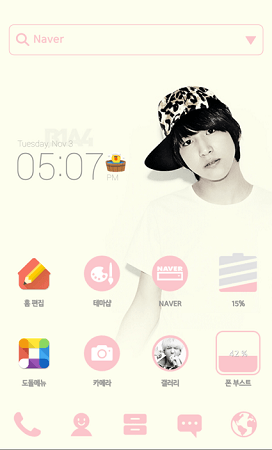 Naver
B1A4
Tuesday, Nov 3
05:07
PM
NAVER
홈 편집
테마샵
NAVER
15%
42 %
도돌메뉴
카메라
갤러리
폰 부스트